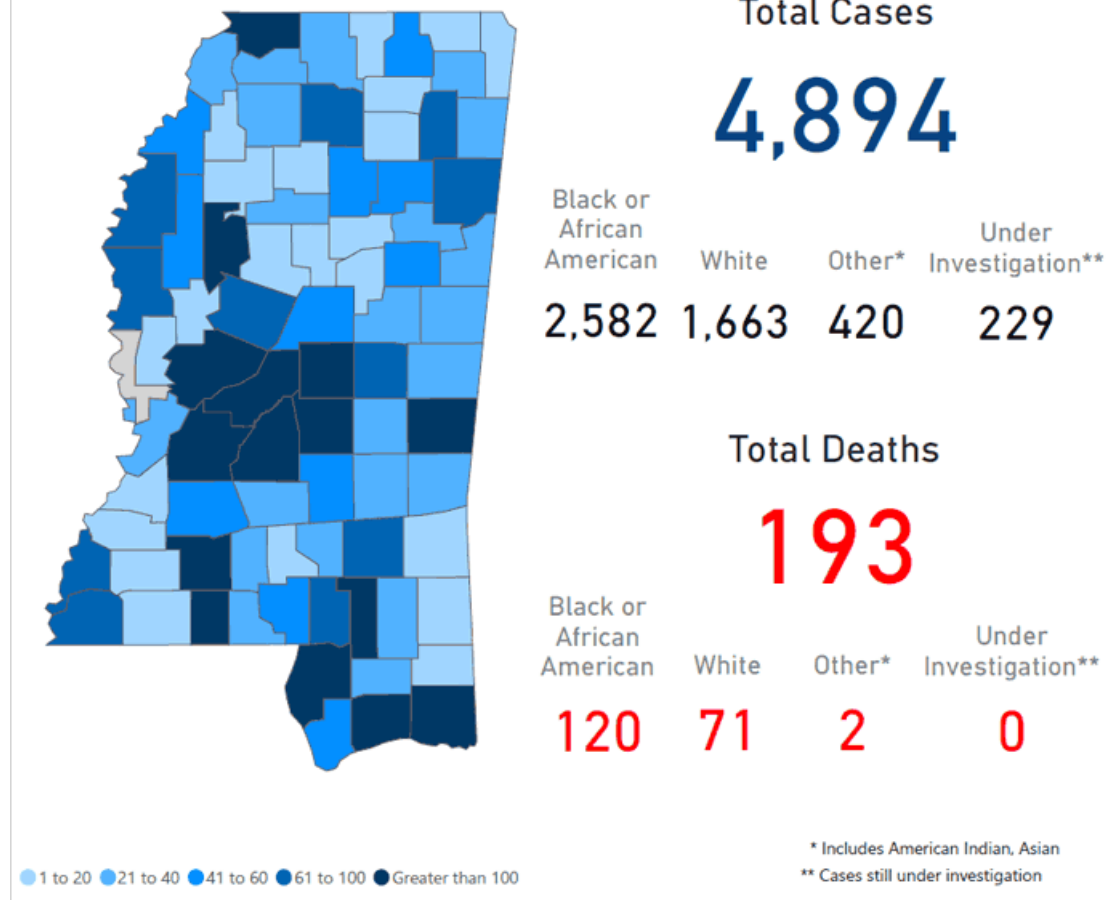 Total Cases
4,894
Black or
African
American
White
Other*
Under
Investigation**
2,582
1,663
420
229
Total Deaths
193
Black or
African
American
White
Other*
Under
Investigation**
120
71
2
0
* Includes American Indian, Asian
** Cases still under investigation
1 to 20
21 to 40
41 to 60
61 to 100
Greater than 100